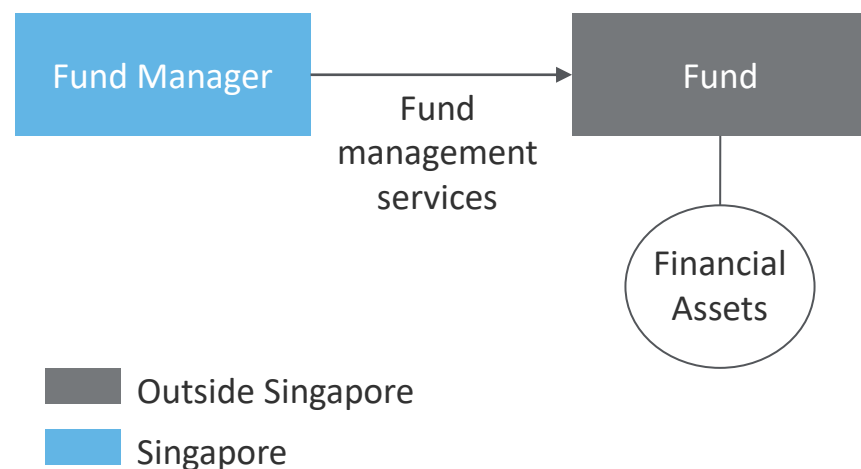 Fund Manager
Fund
Fund
management
services
Financial
Assets
Outside Singapore
Singapore